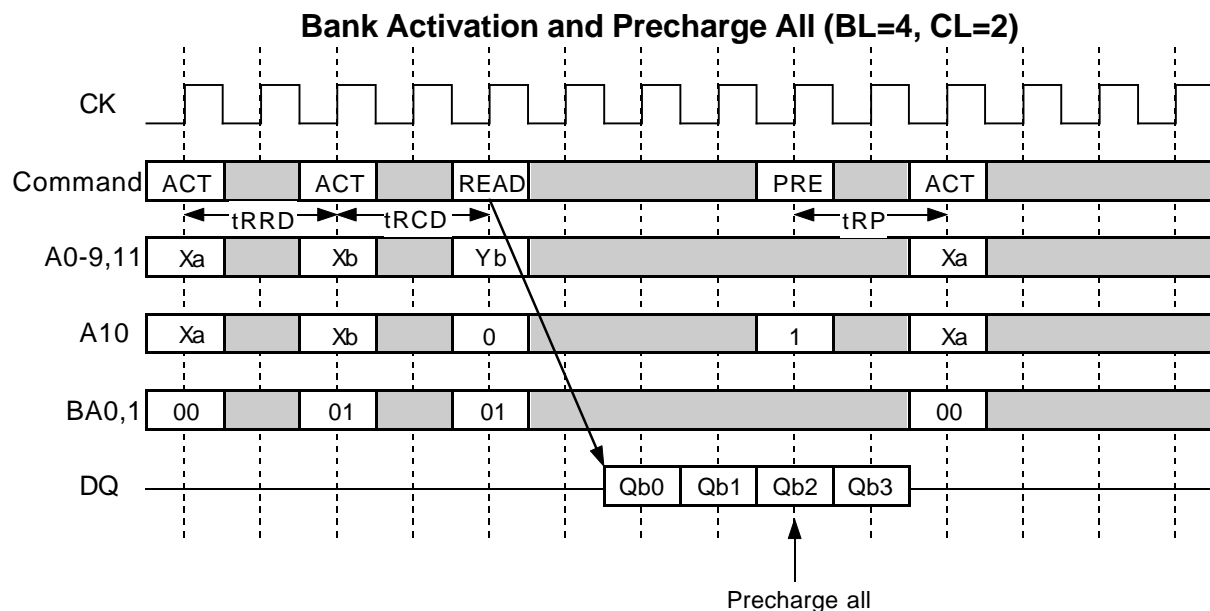 Bank Activation and Precharge All (BL=4, CL=2)
CK
Command ACT ACT READ PRE ACT
tRRD tRCD tRP
A0-9,11 Xa Xb Yb Xa
A10 Xa Xb 0 1 Xa
BA0,1 00 01 01 00
DQ Qb0 Qb1 Qb2 Qb3
Precharge all